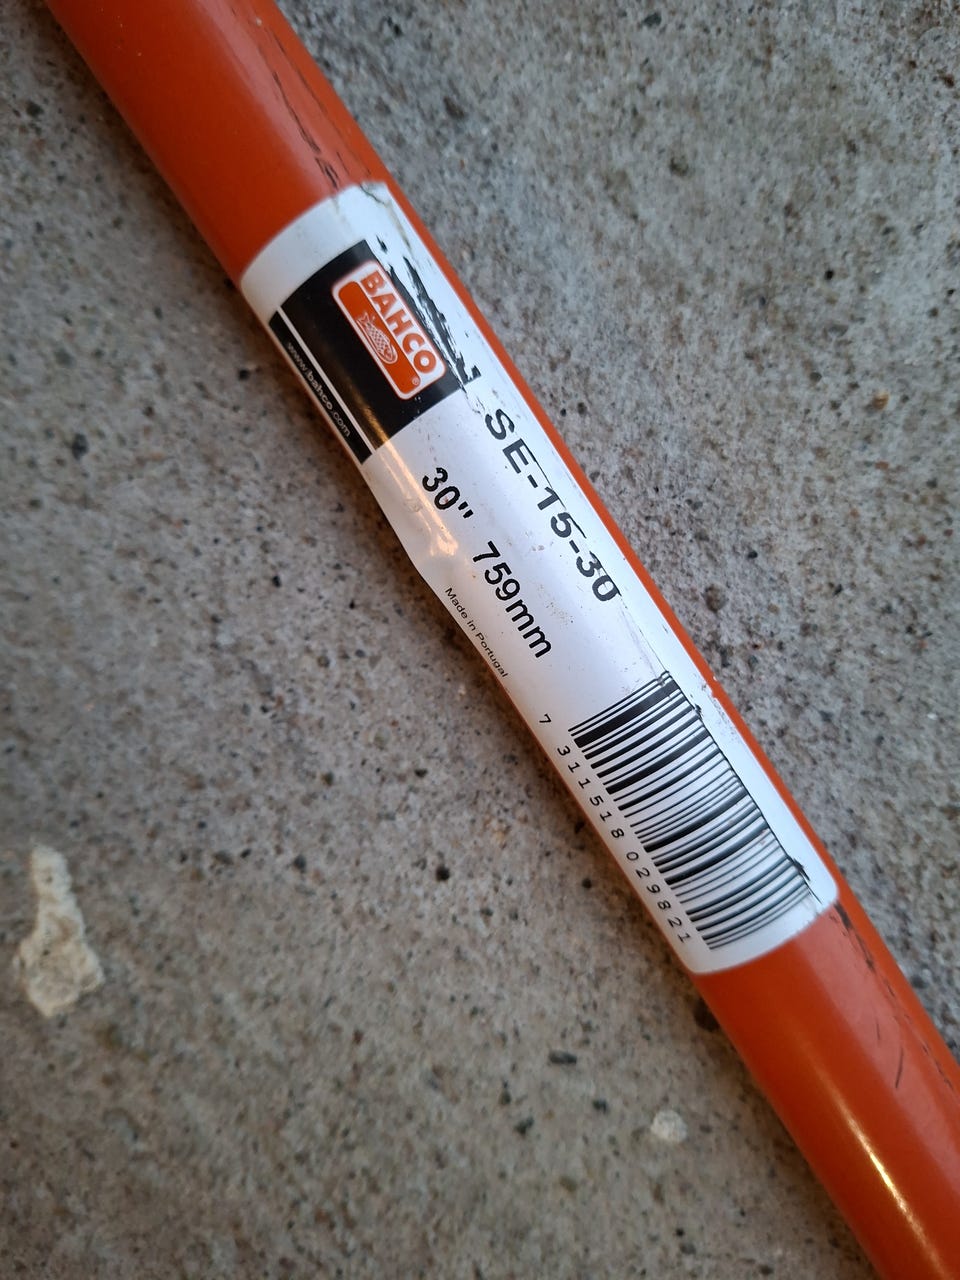 BAHCO®
www.bahco.com
SE-15-30
30" 759mm
Made in Portugal
7 311518 029821